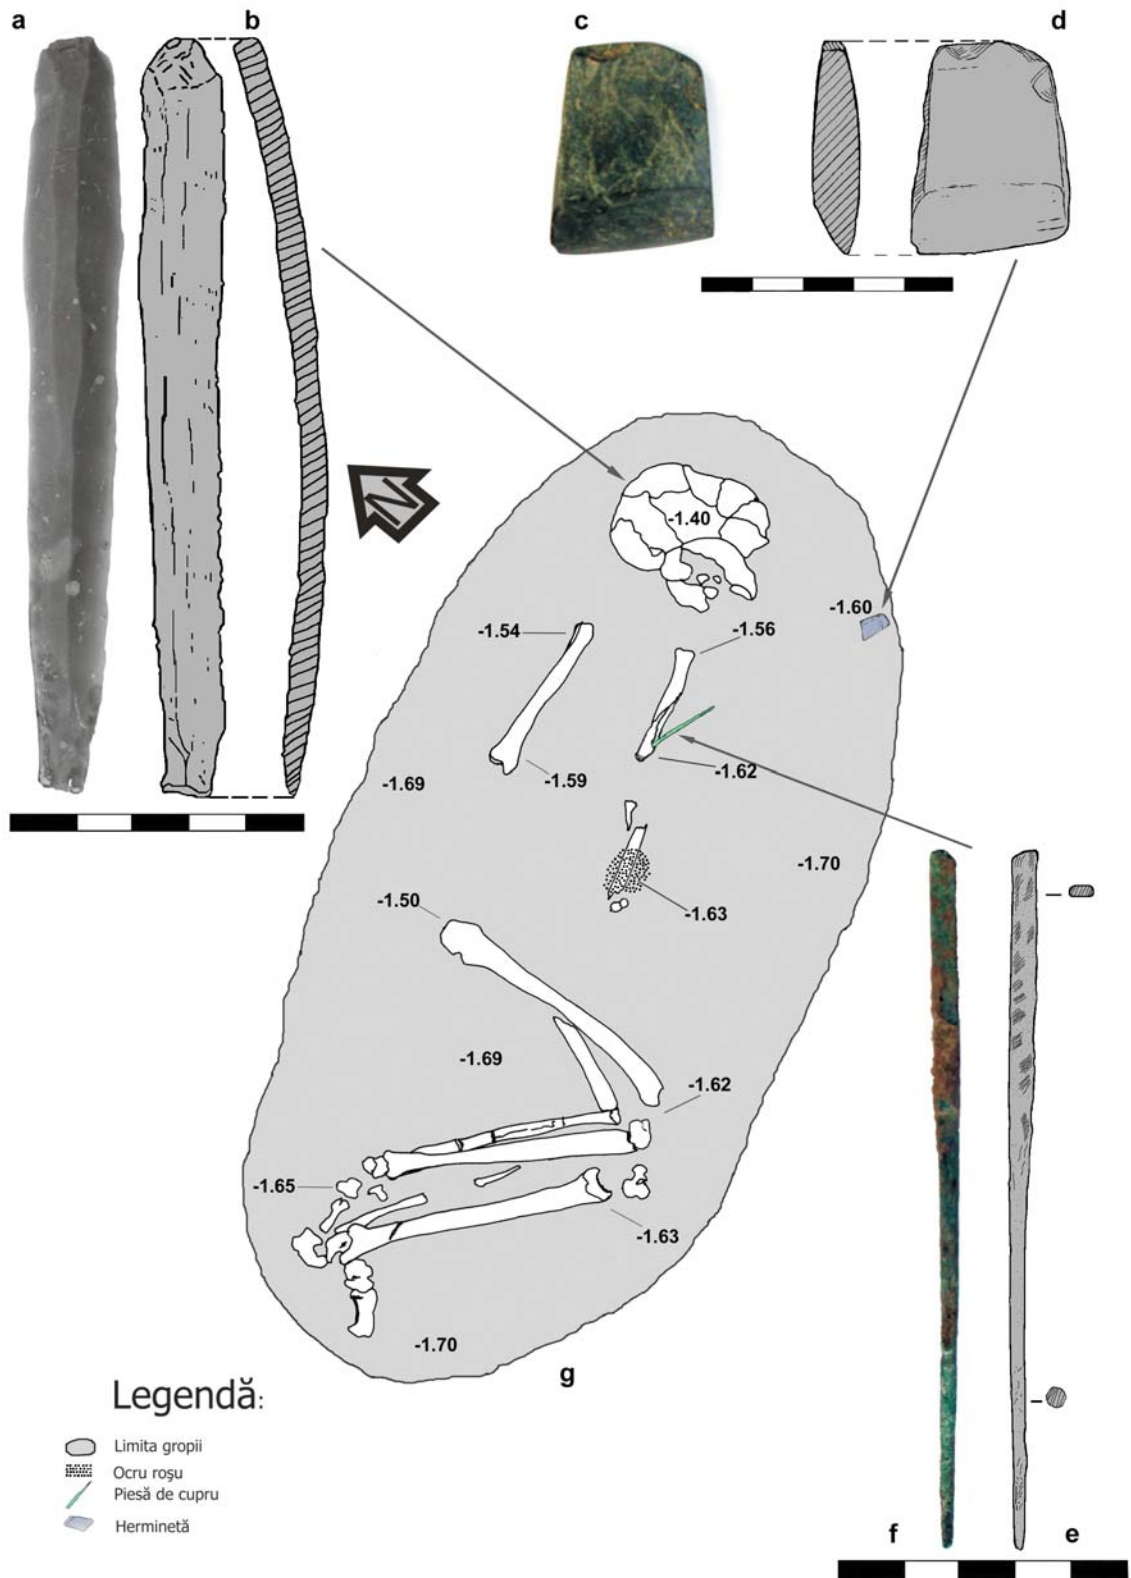 a
b
c
d
N
-1.40
-1.60
-1.54
-1.56
-1.59
-1.62
-1.69
-1.70
-1.50
-1.63
-1.69
-1.62
-1.65
-1.63
-1.70
g
Legendă:
Limita gropii
Ocru roşu
Piesă de cupru
Herminetă
f
e